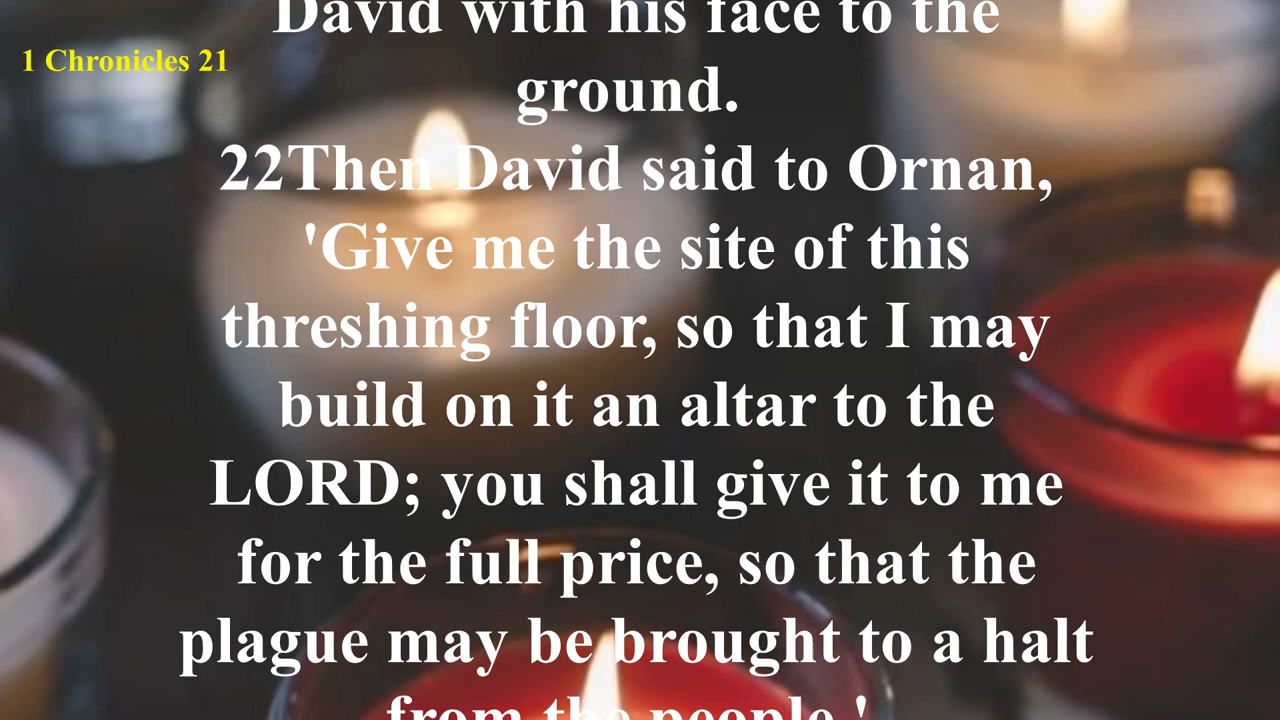 David with his face to the
1 Chronicles 21
ground.
22Then David said to Ornan,
'Give me the site of this
threshing floor, so that I may
build on it an altar to the
LORD; you shall give it to me
for the full price, so that the
plague may be brought to a halt
from the people.'